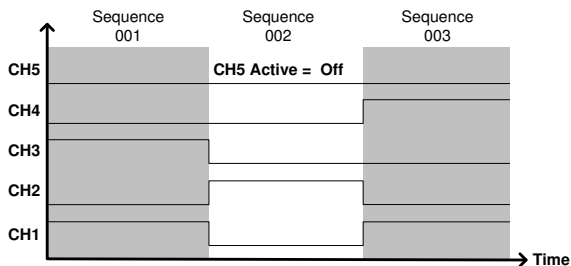 Sequence
001
Sequence
002
Sequence
003
CH5
CH5 Active = Off
CH4
CH3
CH2
CH1
Time